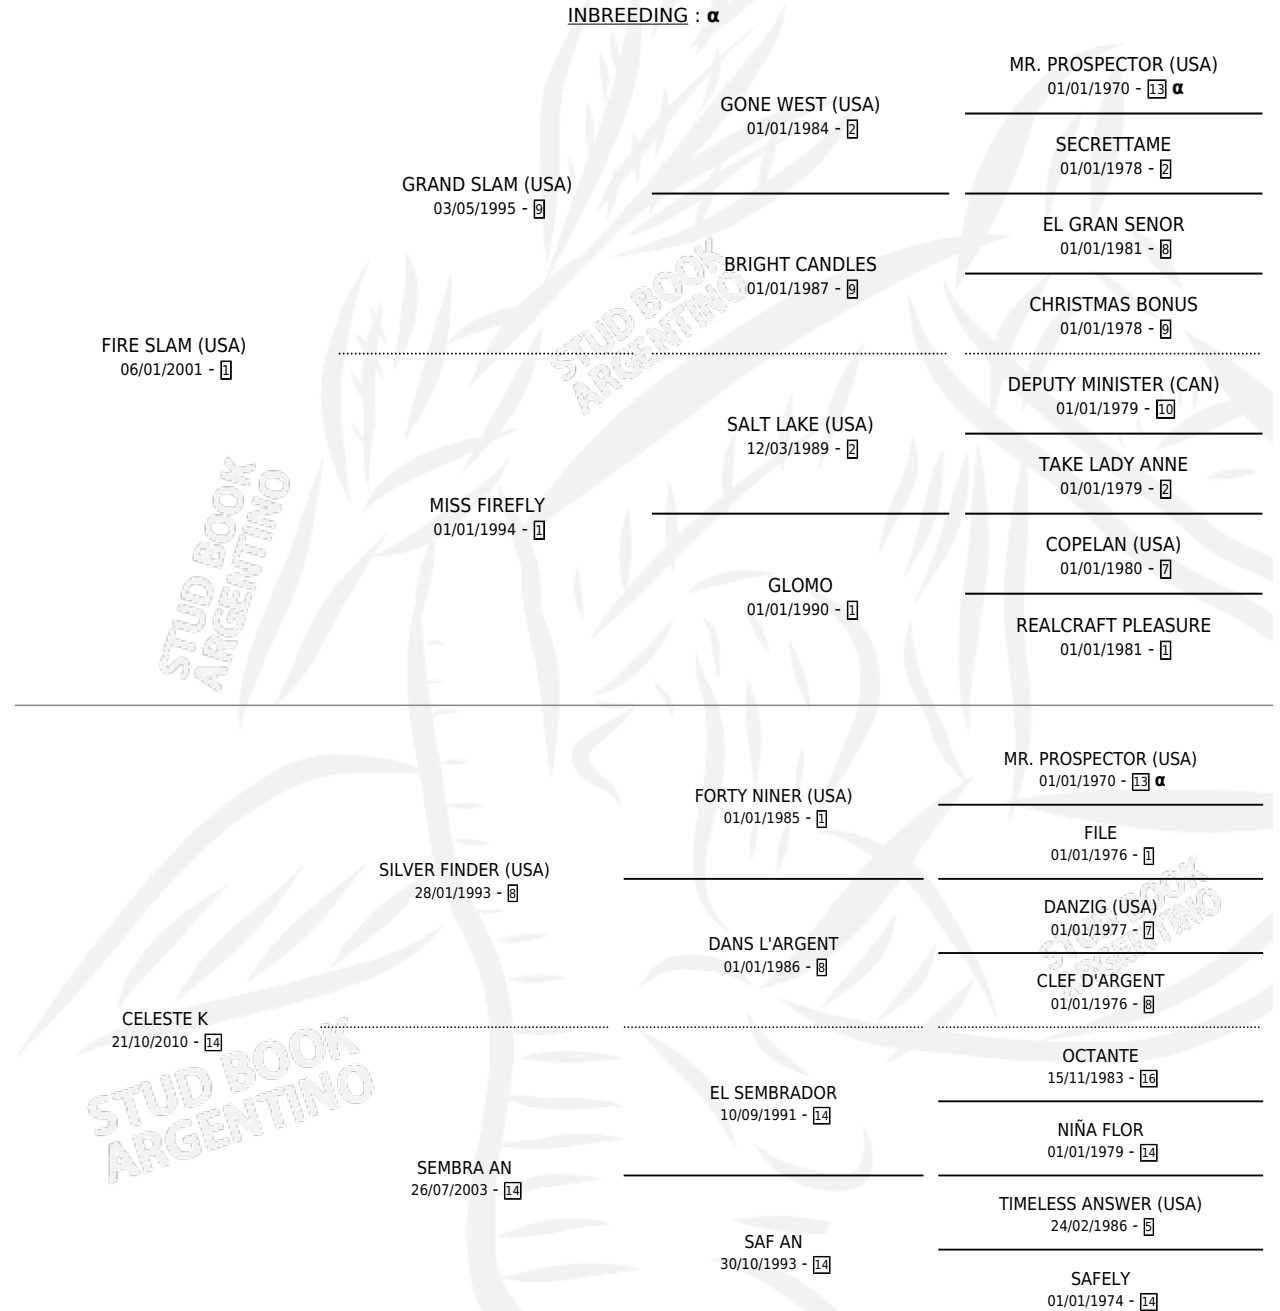 INBREEDING : α
MR. PROSPECTOR (USA)
01/01/1970 - 13 α
GONE WEST (USA)
01/01/1984 - 2
SECRETTAME
01/01/1978 - 2
GRAND SLAM (USA)
03/05/1995 - 9
EL GRAN SENOR
01/01/1981 - 8
BRIGHT CANDLES
01/01/1987 - 9
CHRISTMAS BONUS
01/01/1978 - 9
FIRE SLAM (USA)
06/01/2001 - 1
DEPUTY MINISTER (CAN)
01/01/1979 - 10
SALT LAKE (USA)
12/03/1989 - 2
TAKE LADY ANNE
01/01/1979 - 2
MISS FIREFLY
01/01/1994 - 1
COPELAN (USA)
01/01/1980 - 7
GLOMO
01/01/1990 - 1
REALCRAFT PLEASURE
01/01/1981 - 1
MR. PROSPECTOR (USA)
01/01/1970 - 13 α
FORTY NINER (USA)
01/01/1985 - 1
FILE
01/01/1976 - 1
SILVER FINDER (USA)
28/01/1993 - 8
DANZIG (USA)
01/01/1977 - 7
DANS L'ARGENT
01/01/1986 - 8
CLEF D'ARGENT
01/01/1976 - 8
CELESTE K
21/10/2010 - 14
OCTANTE
15/11/1983 - 16
EL SEMBRADOR
10/09/1991 - 14
NIÑA FLOR
01/01/1979 - 14
SEMBRA AN
26/07/2003 - 14
TIMELESS ANSWER (USA)
24/02/1986 - 5
SAF AN
30/10/1993 - 14
SAFELY
01/01/1974 - 14
STUD BOOK
ARGENTINO
STUD BOOK
ARGENTINO
STUD BOOK
ARGENTINO
STUD BOOK
ARGENTINO